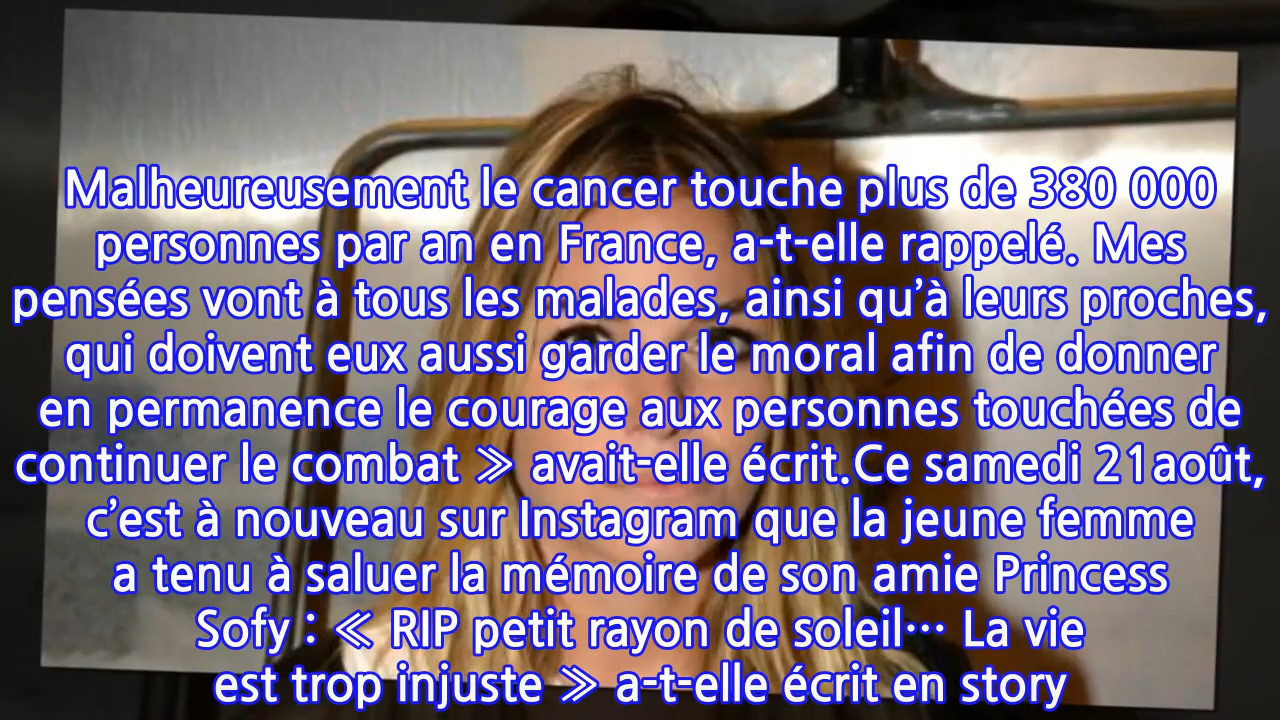 Malheureusement le cancer touche plus de 380 000
personnes par an en France, a-t-elle rappelé. Mes
pensées vont à tous les malades, ainsi qu’à leurs proches,
qui doivent eux aussi garder le moral afin de donner
en permanence le courage aux personnes touchées de
continuer le combat ≫ avait-elle écrit.Ce samedi 21août,
c’est à nouveau sur Instagram que la jeune femme
a tenu à saluer la mémoire de son amie Princess
Sofy : ≪ RIP petit rayon de soleil… La vie
est trop injuste ≫ a-t-elle écrit en story